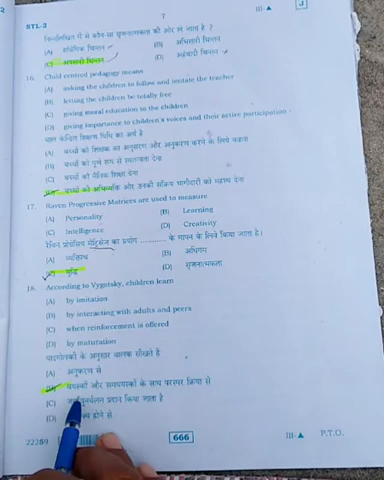 STL-2
7
III-▲
J
निम्नलिखित में से कौन-सा सृजनात्मकता की ओर ले जाता है ?
(A) चिन्तन (B) अभिसारी चिन्तन
(C) अपसारी चिन्तन (D) चिन्तन
16. Child centred pedagogy means
(A) asking the children to follow and imitate the teacher
(B) letting the children be totally free
(C) giving moral education to the children
(D) giving importance to children's voices and their active participation
बाल केन्द्रित शिक्षण विधि का अर्थ है
(A) बच्चों को शिक्षक का अनुसरण और अनुकरण करने के लिये कहना
(B) बच्चों को पूर्ण रूप से स्वतन्त्रता देना
(C) बच्चों को नैतिक शिक्षा देना
बच्चों की अभिव्यक्ति और उनकी सक्रिय भागीदारी को महत्व देना
17. Raven Progressive Matrices are used to measure
(A) Personality (B) Learning
(C) Intelligence (D) Creativity
रैविन प्रोग्रेसिव मैट्रिसेज का प्रयोग ............ के मापन के लिये किया जाता है।
(A) व्यक्तित्व (B) अधिगम
(C) बुद्धि (D) सृजनात्मकता
18. According to Vygotsky, children learn
(A) by imitation
(B) by interacting with adults and peers
(C) when reinforcement is offered
(D) by maturation
वाइगोत्स्की के अनुसार बालक सीखते हैं
(A) अनुकरण से
(B) वयस्कों और समवयस्कों के साथ परस्पर क्रिया से
(C) प्रदान किया जाता है
(D) होने से
22289
666
III-▲ P.T.O.